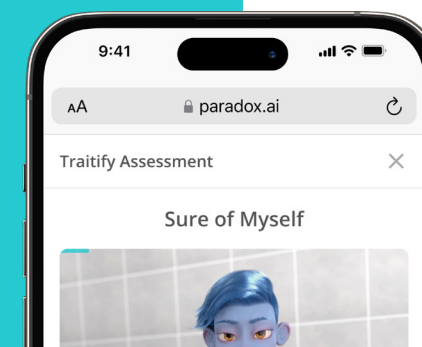 9:41
AA paradox.ai
Traitify Assessment
Sure of Myself